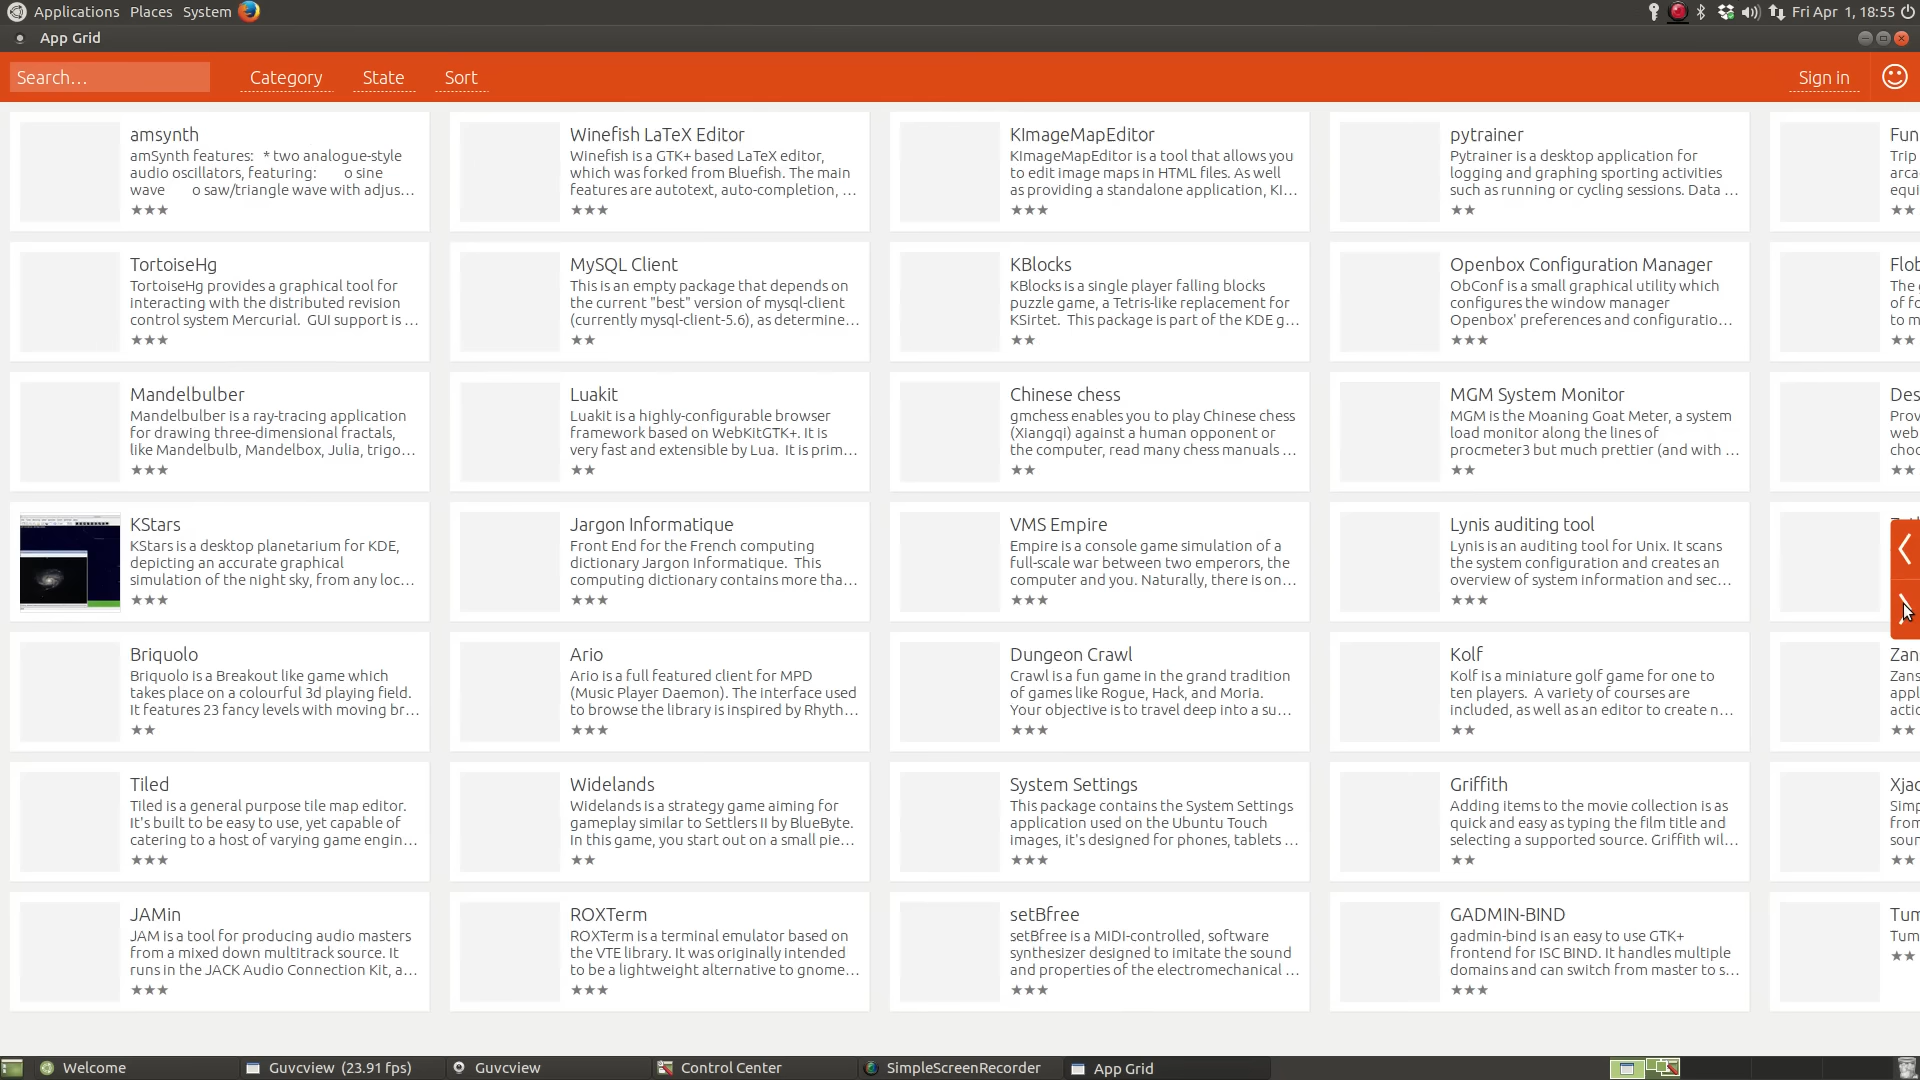 Applications Places System
Fri Apr 1, 18:55
App Grid
Search...
Category State Sort
Sign in
amsynth
amSynth features: * two analogue-style
audio oscillators, featuring: o sine
wave o saw/triangle wave with adjus...
Winefish LaTeX Editor
Winefish is a GTK+ based LaTeX editor,
which was forked from Bluefish. The main
features are autotext, auto-completion, ...
KImageMapEditor
KImageMapEditor is a tool that allows you
to edit image maps in HTML files. As well
as providing a standalone application, KI...
pytrainer
Pytrainer is a desktop application for
logging and graphing sporting activities
such as running or cycling sessions. Data ...
Fun
Trip
arca
equi
TortoiseHg
TortoiseHg provides a graphical tool for
interacting with the distributed revision
control system Mercurial. GUI support is ...
MySQL Client
This is an empty package that depends on
the current "best" version of mysql-client
(currently mysql-client-5.6), as determine...
KBlocks
KBlocks is a single player falling blocks
puzzle game, a Tetris-like replacement for
KSirtet. This package is part of the KDE g...
Openbox Configuration Manager
ObConf is a small graphical utility which
configures the window manager
Openbox' preferences and configuratio...
Flob
The g
of fo
to m
Mandelbulber
Mandelbulber is a ray-tracing application
for drawing three-dimensional fractals,
like Mandelbulb, Mandelbox, Julia, trigo...
Luakit
Luakit is a highly-configurable browser
framework based on WebKitGTK+. It is
very fast and extensible by Lua. It is prim...
Chinese chess
gmchess enables you to play Chinese chess
(Xiangqi) against a human opponent or
the computer, read many chess manuals ...
MGM System Monitor
MGM is the Moaning Goat Meter, a system
load monitor along the lines of
procmeter3 but much prettier (and with ...
Des
Prov
web
choo
KStars
KStars is a desktop planetarium for KDE,
depicting an accurate graphical
simulation of the night sky, from any loc...
Jargon Informatique
Front End for the French computing
dictionary Jargon Informatique. This
computing dictionary contains more tha...
VMS Empire
Empire is a console game simulation of a
full-scale war between two emperors, the
computer and you. Naturally, there is on...
Lynis auditing tool
Lynis is an auditing tool for Unix. It scans
the system configuration and creates an
overview of system information and sec...
Briquolo
Briquolo is a Breakout like game which
takes place on a colourful 3d playing field.
It features 23 fancy levels with moving br...
Ario
Ario is a full featured client for MPD
(Music Player Daemon). The interface used
to browse the library is inspired by Rhyth...
Dungeon Crawl
Crawl is a fun game in the grand tradition
of games like Rogue, Hack, and Moria.
Your objective is to travel deep into a su...
Kolf
Kolf is a miniature golf game for one to
ten players. A variety of courses are
included, as well as an editor to create n...
Zans
Zans
appl
actio
Tiled
Tiled is a general purpose tile map editor.
It's built to be easy to use, yet capable of
catering to a host of varying game engin...
Widelands
Widelands is a strategy game aiming for
gameplay similar to Settlers II by BlueByte.
In this game, you start out on a small pie...
System Settings
This package contains the System Settings
application used on the Ubuntu Touch
images, it's designed for phones, tablets ...
Griffith
Adding items to the movie collection is as
quick and easy as typing the film title and
selecting a supported source. Griffith wil...
Xjac
Simp
from
sour
JAMin
JAM is a tool for producing audio masters
from a mixed down multitrack source. It
runs in the JACK Audio Connection Kit, a...
ROXTerm
ROXTerm is a terminal emulator based on
the VTE library. It was originally intended
to be a lightweight alternative to gnome...
setBfree
setBfree is a MIDI-controlled, software
synthesizer designed to imitate the sound
and properties of the electromechanical ...
GADMIN-BIND
gadmin-bind is an easy to use GTK+
frontend for ISC BIND. It handles multiple
domains and can switch from master to s...
Tum
Tum
Welcome Guvcview (23.91 fps) Guvcview Control Center SimpleScreenRecorder App Grid